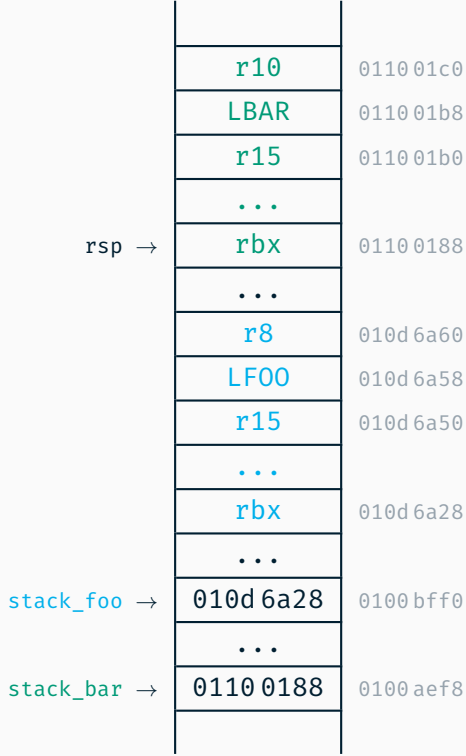 r10 0110 01c0
LBAR 0110 01b8
r15 0110 01b0
...
rsp → rbx 0110 0188
...
r8 010d 6a60
LFOO 010d 6a58
r15 010d 6a50
...
rbx 010d 6a28
...
stack_foo → 010d 6a28 0100 bff0
...
stack_bar → 0110 0188 0100 aef8